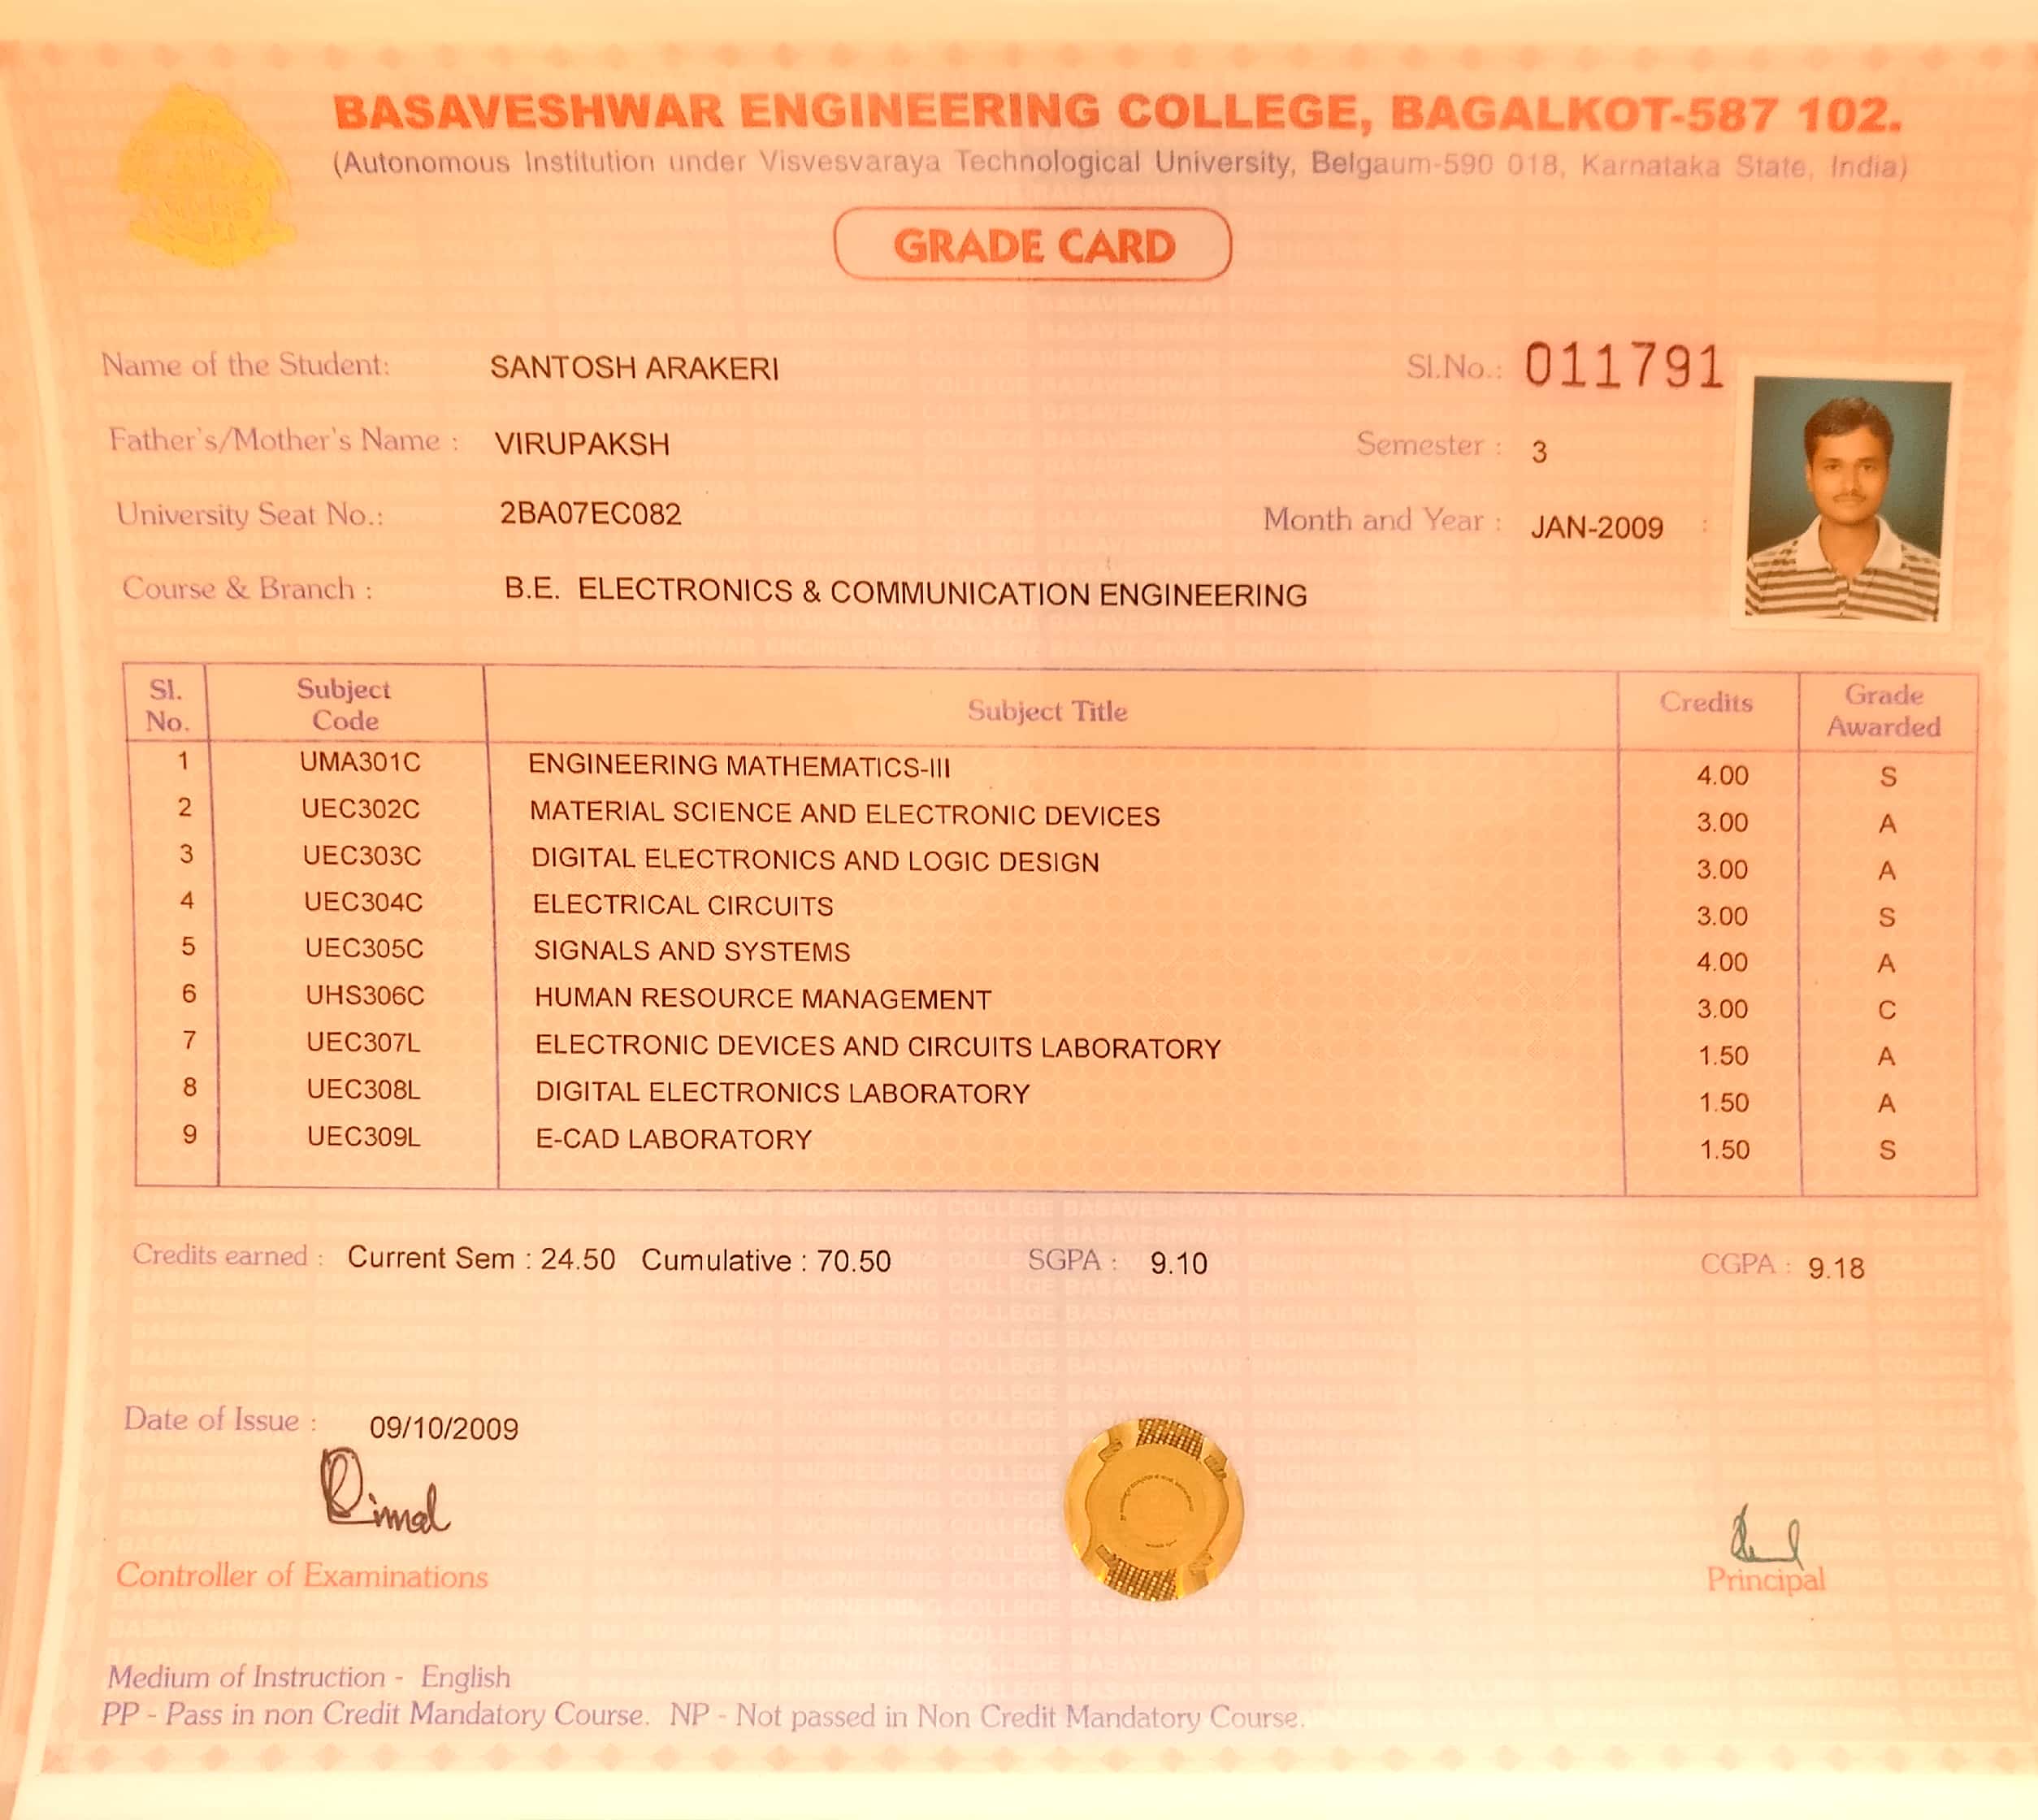 BASAVESHWAR ENGINEERING COLLEGE, BAGALKOT-587 102.
(Autonomous Institution under Visvesvaraya Technological University, Belgaum-590 018, Karnataka State, India)
GRADE CARD
Name of the Student: SANTOSH ARAKERI Sl.No.: 011791
Father's/Mother's Name : VIRUPAKSH Semester : 3
University Seat No.: 2BA07EC082 Month and Year : JAN-2009 :
Course & Branch : B.E. ELECTRONICS & COMMUNICATION ENGINEERING
Sl. No. Subject Code Subject Title Credits Grade Awarded
1 UMA301C ENGINEERING MATHEMATICS-III 4.00 S
2 UEC302C MATERIAL SCIENCE AND ELECTRONIC DEVICES 3.00 A
3 UEC303C DIGITAL ELECTRONICS AND LOGIC DESIGN 3.00 A
4 UEC304C ELECTRICAL CIRCUITS 3.00 S
5 UEC305C SIGNALS AND SYSTEMS 4.00 A
6 UHS306C HUMAN RESOURCE MANAGEMENT 3.00 C
7 UEC307L ELECTRONIC DEVICES AND CIRCUITS LABORATORY 1.50 A
8 UEC308L DIGITAL ELECTRONICS LABORATORY 1.50 A
9 UEC309L E-CAD LABORATORY 1.50 S
Credits earned : Current Sem : 24.50 Cumulative : 70.50 SGPA : 9.10 CGPA : 9.18
Date of Issue : 09/10/2009
Controller of Examinations Principal
Medium of Instruction - English
PP - Pass in non Credit Mandatory Course. NP - Not passed in Non Credit Mandatory Course.